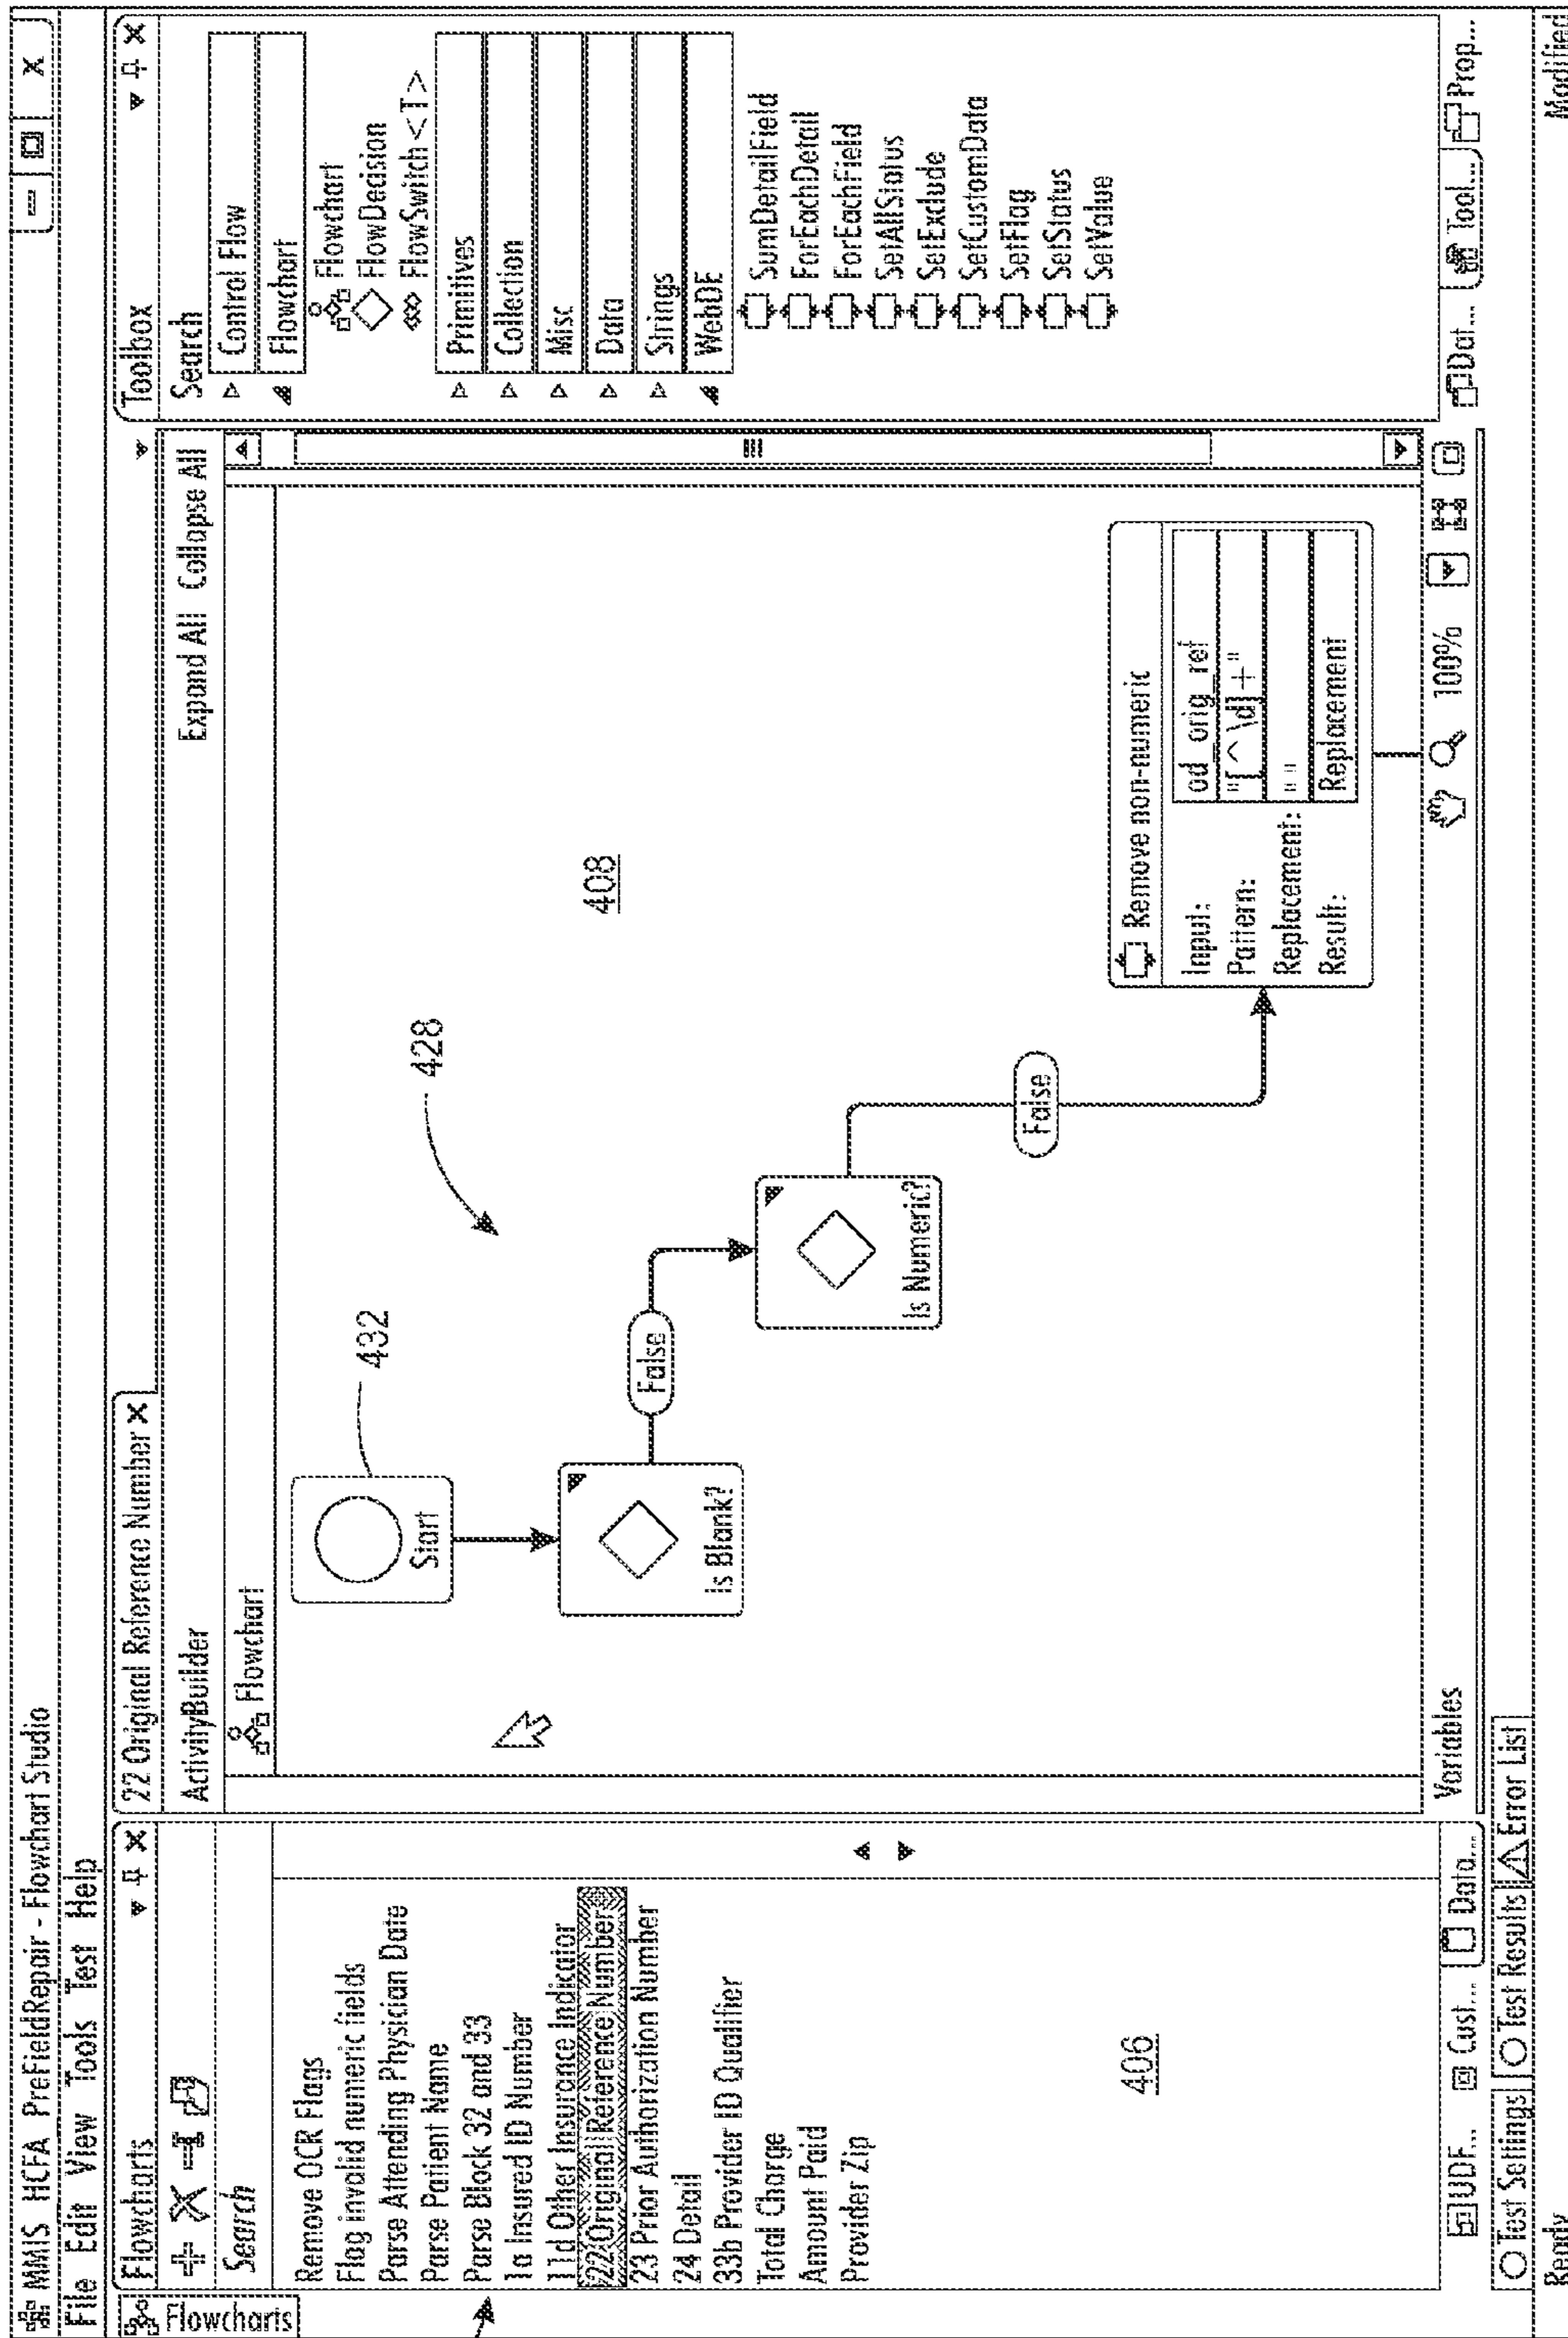 MMIS HCFA PreFieldRepair - Flowchart Studio
File Edit View Tools Test Help
Flowcharts
Flowcharts
Search
Remove OCR Flags
Flag invalid numeric fields
Parse Attending Physician Date
Parse Patient Name
Parse Block 32 and 33
1a Insured ID Number
11d Other Insurance Indicator
22 Original Reference Number
23 Prior Authorization Number
24 Detail
33b Provider ID Qualifier
Total Charge
Amount Paid
Provider Zip
406
UDF... Cust... Data...
22 Original Reference Number X
ActivityBuilder
Expand All Collapse All
Flowchart
Start
432
428
Is Blank?
False
Is Numeric?
False
408
Remove non-numeric
Input: od_orig_ref
Pattern: "[^\d]+"
Replacement: ""
Result: Replacement
Variables
100%
Toolbox
Search
Control Flow
Flowchart
Flowchart
FlowDecision
FlowSwitch<T>
Primitives
Collection
Misc
Data
Strings
WebDE
SumDetailField
ForEachDetail
ForEachField
SetAllStatus
SetExclude
SetCustomData
SetFlag
SetStatus
SetValue
Dat... Tool... Prop...
Test Settings Test Results Error List
Ready
Modified